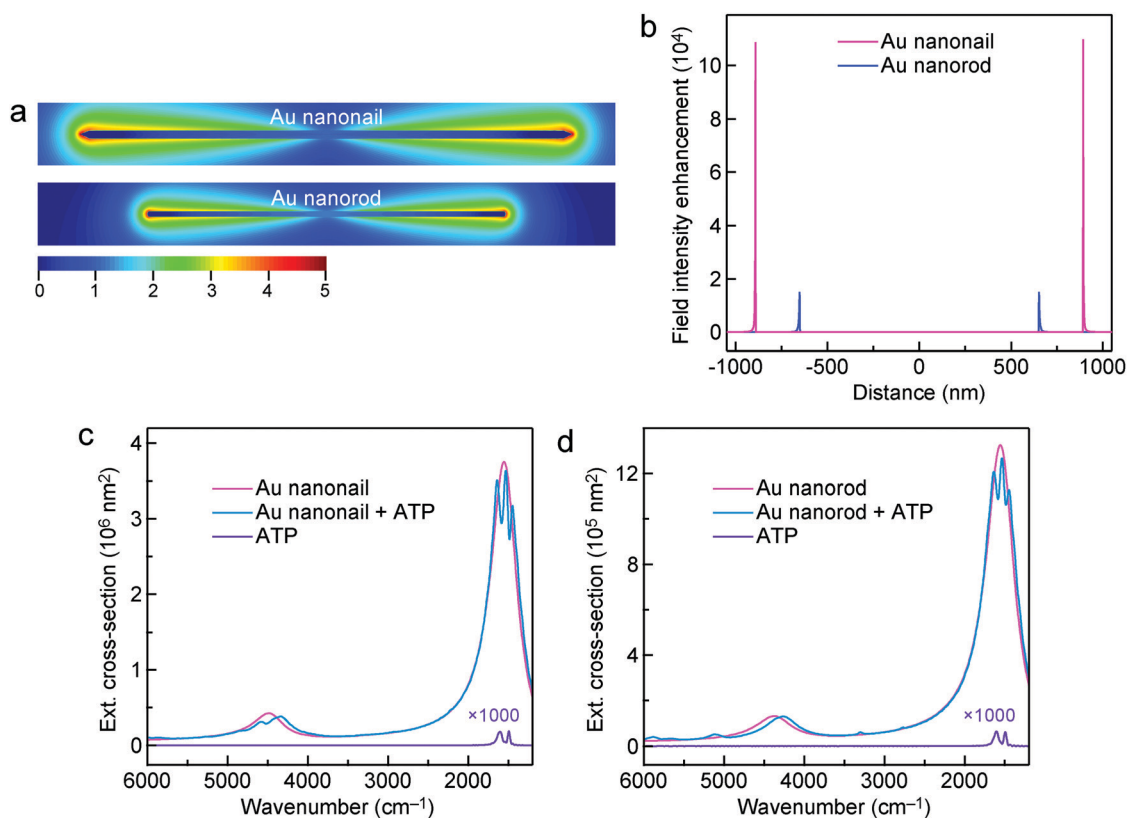 a
Au nanonail
Au nanorod
0 1 2 3 4 5
b
Field intensity enhancement (10⁴)
10
8
6
4
2
0
Au nanonail
Au nanorod
-1000 -500 0 500 1000
Distance (nm)
c
Ext. cross-section (10⁶ nm²)
4
3
2
1
0
Au nanonail
Au nanonail + ATP
ATP
×1000
6000 5000 4000 3000 2000
Wavenumber (cm⁻¹)
d
Ext. cross-section (10⁵ nm²)
12
8
4
0
Au nanorod
Au nanorod + ATP
ATP
×1000
6000 5000 4000 3000 2000
Wavenumber (cm⁻¹)